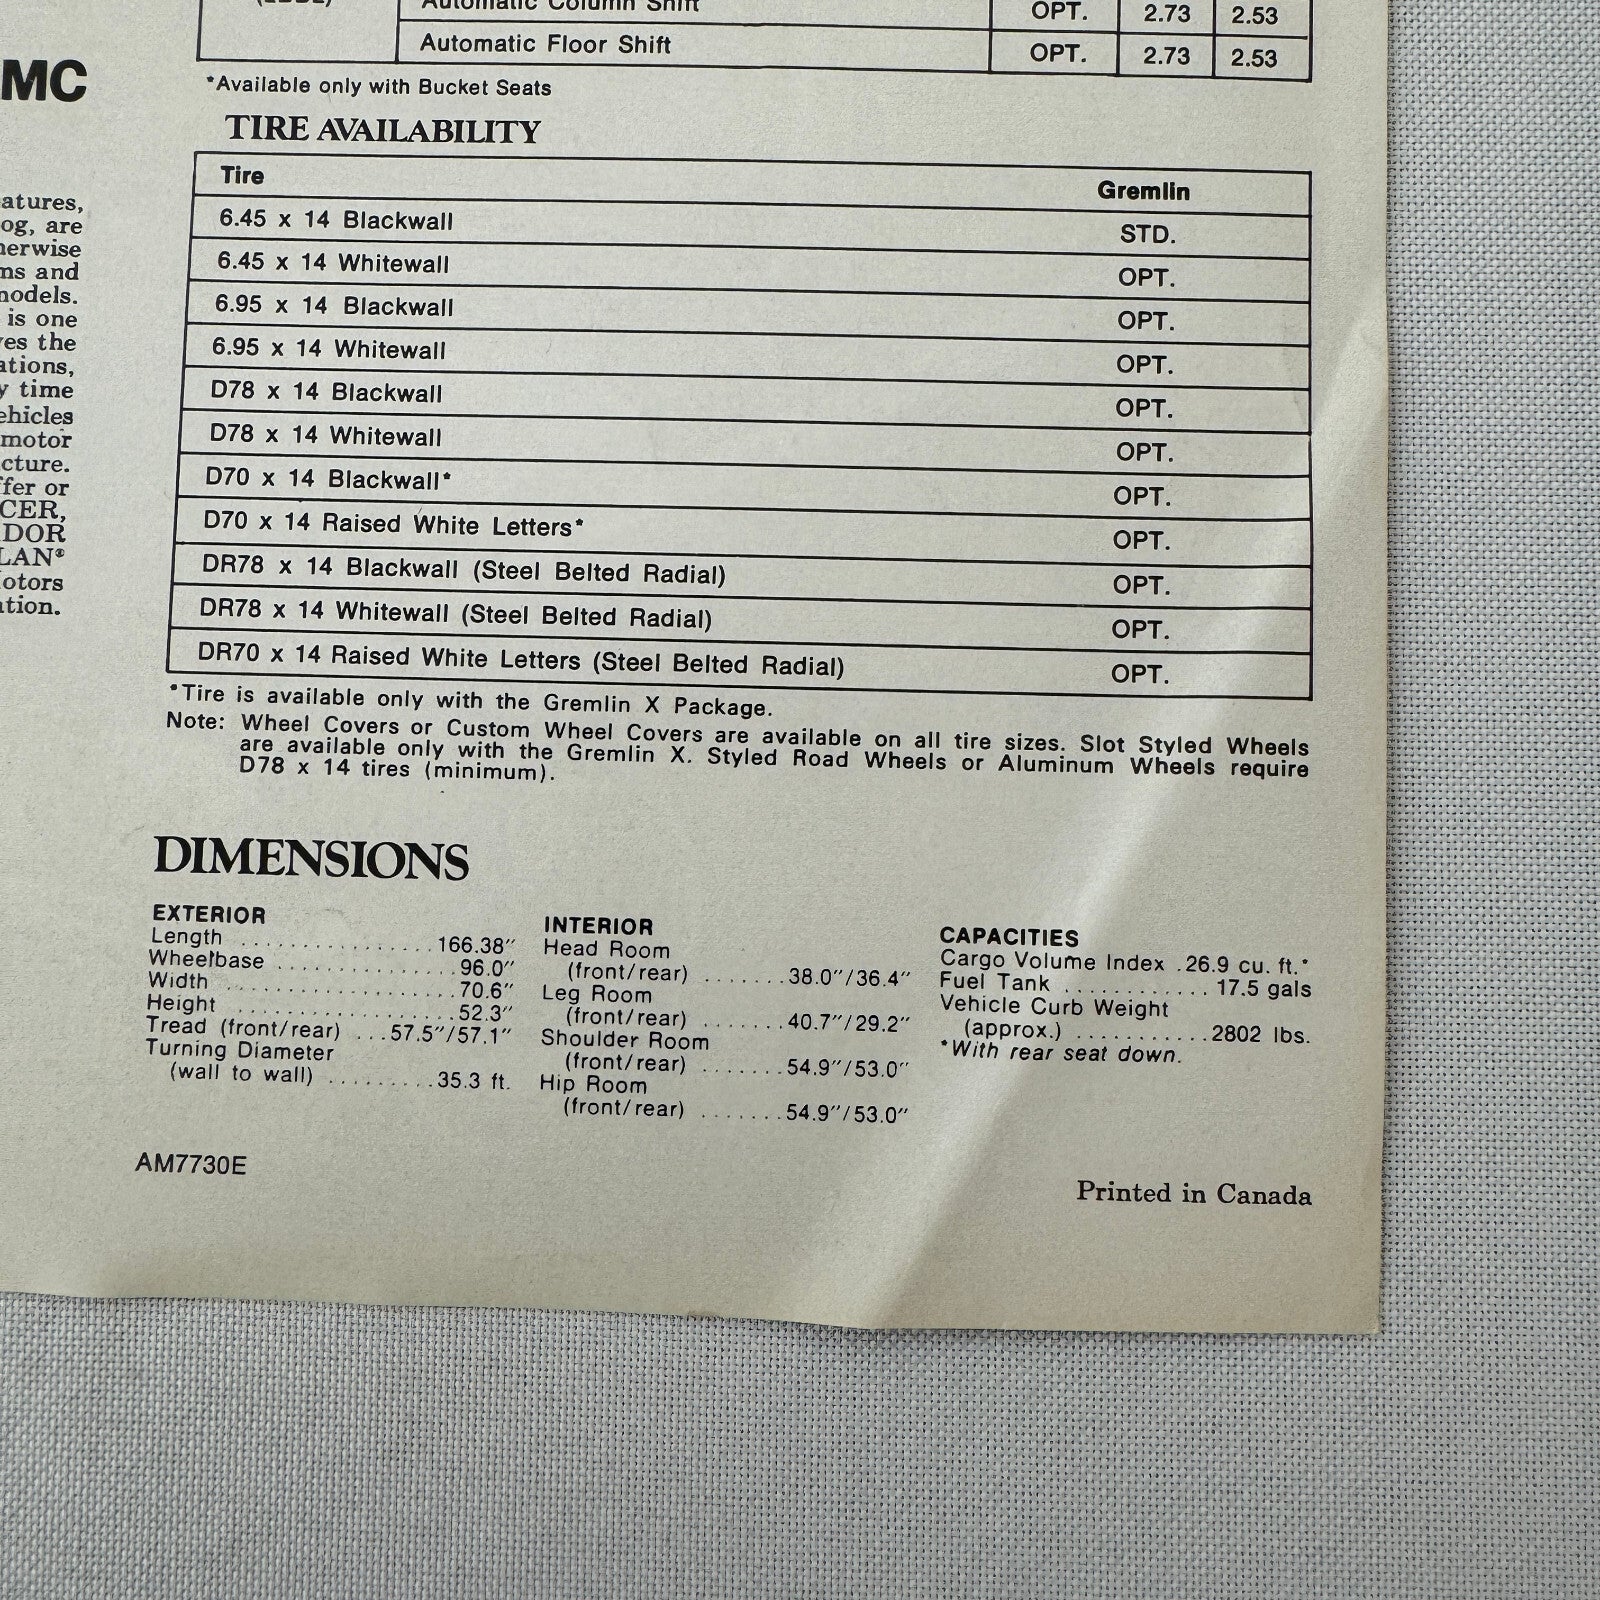 MC
atures,
og, are
herwise
ms and
models.
is one
ves the
ations,
y time
ehicles
motor
cture.
ffer or
CER,
DOR
LAN®
otors
ation.
Automatic Column Shift OPT. 2.73 2.53
Automatic Floor Shift OPT. 2.73 2.53
*Available only with Bucket Seats
TIRE AVAILABILITY
Tire Gremlin
6.45 x 14 Blackwall STD.
6.45 x 14 Whitewall OPT.
6.95 x 14 Blackwall OPT.
6.95 x 14 Whitewall OPT.
D78 x 14 Blackwall OPT.
D78 x 14 Whitewall OPT.
D70 x 14 Blackwall* OPT.
D70 x 14 Raised White Letters* OPT.
DR78 x 14 Blackwall (Steel Belted Radial) OPT.
DR78 x 14 Whitewall (Steel Belted Radial) OPT.
DR70 x 14 Raised White Letters (Steel Belted Radial) OPT.
*Tire is available only with the Gremlin X Package.
Note: Wheel Covers or Custom Wheel Covers are available on all tire sizes. Slot Styled Wheels
are available only with the Gremlin X. Styled Road Wheels or Aluminum Wheels require
D78 x 14 tires (minimum).
DIMENSIONS
EXTERIOR
Length ................ 166.38″
Wheelbase ............... 96.0″
Width ................... 70.6″
Height .................. 52.3″
Tread (front/rear) ... 57.5″/57.1″
Turning Diameter
(wall to wall) ......... 35.3 ft.
INTERIOR
Head Room
(front/rear) ....... 38.0″/36.4″
Leg Room
(front/rear) ....... 40.7″/29.2″
Shoulder Room
(front/rear) ....... 54.9″/53.0″
Hip Room
(front/rear) ....... 54.9″/53.0″
CAPACITIES
Cargo Volume Index . 26.9 cu. ft.*
Fuel Tank ............ 17.5 gals
Vehicle Curb Weight
(approx.) ........... 2802 lbs.
*With rear seat down.
AM7730E
Printed in Canada